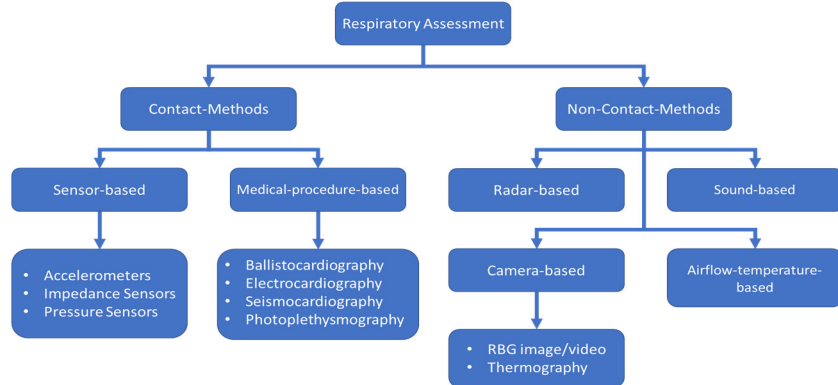 Respiratory Assessment
Contact-Methods
Non-Contact-Methods
Sensor-based
Medical-procedure-based
Radar-based
Sound-based
• Accelerometers
• Impedance Sensors
• Pressure Sensors
• Ballistocardiography
• Electrocardiography
• Seismocardiography
• Photoplethysmography
Camera-based
Airflow-temperature-
based
• RBG image/video
• Thermography